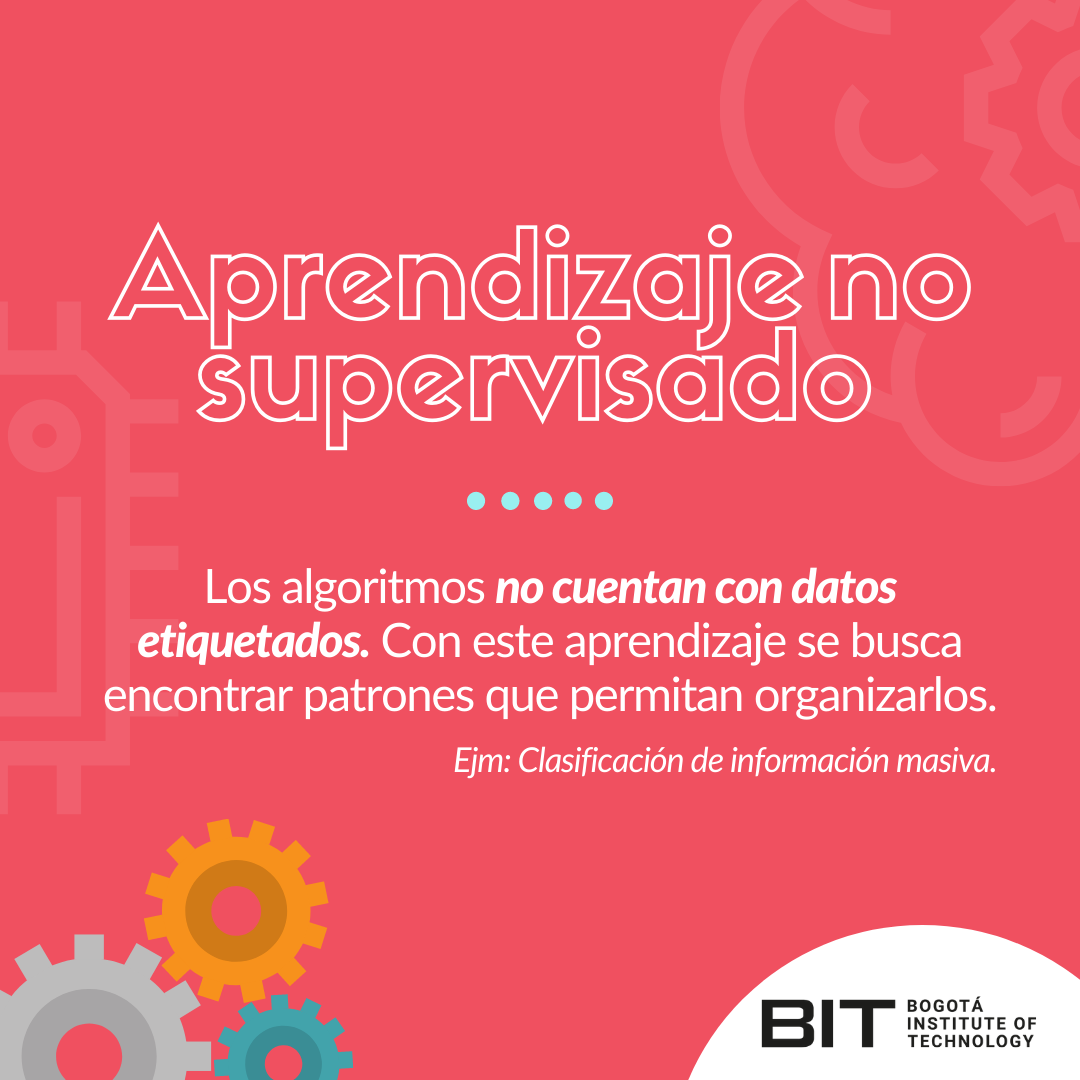 Aprendizaje no
supervisado
Los algoritmos no cuentan con datos
etiquetados. Con este aprendizaje se busca
encontrar patrones que permitan organizarlos.
Ejm: Clasificación de información masiva.
BIT
BOGOTÁ
INSTITUTE OF
TECHNOLOGY